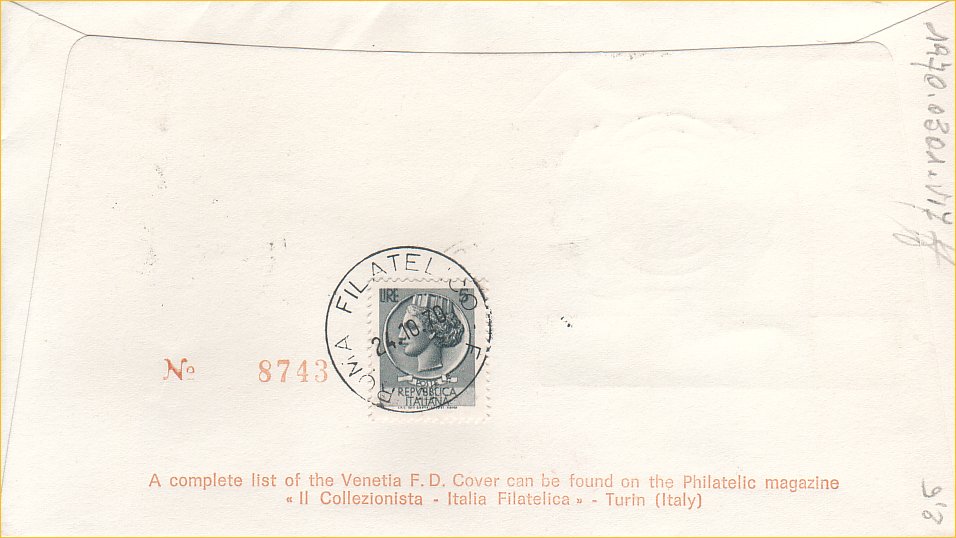 ROMA FILATELICO - F
LIRE 5
24.10.70
POSTE
REPVBBLICA
ITALIANA
Nº 8743
A complete list of the Venetia F. D. Cover can be found on the Philatelic magazine
« Il Collezionista - Italia Filatelica » - Turin (Italy)